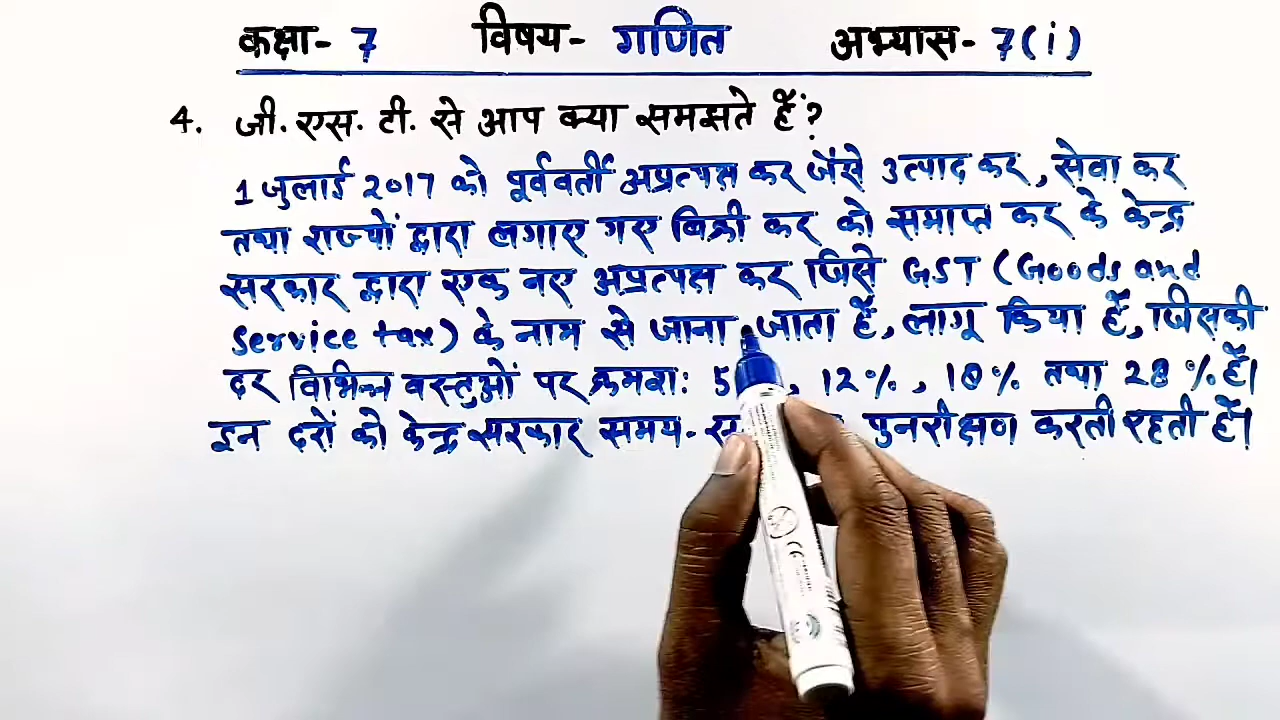 कक्षा- 7 विषय- गणित अभ्यास- 7(i)
4. जी. एस. टी. से आप क्या समझते हैं?
1 जुलाई 2017 को पूर्ववर्ती अप्रत्यक्ष कर जैसे उत्पाद कर, सेवा कर
तथा राज्यों द्वारा लगाए गए बिक्री कर को समाप्त कर के केन्द्र
सरकार द्वारा एक नए अप्रत्यक्ष कर जिसे GST (Goods and
Service tax) के नाम से जाना जाता है, लागू किया है, जिसकी
दर विभिन्न वस्तुओं पर क्रमशः 5 , 12% , 18% तथा 28 % है।
इन दरों को केन्द्र सरकार समय- पुनरीक्षण करती रहती है।